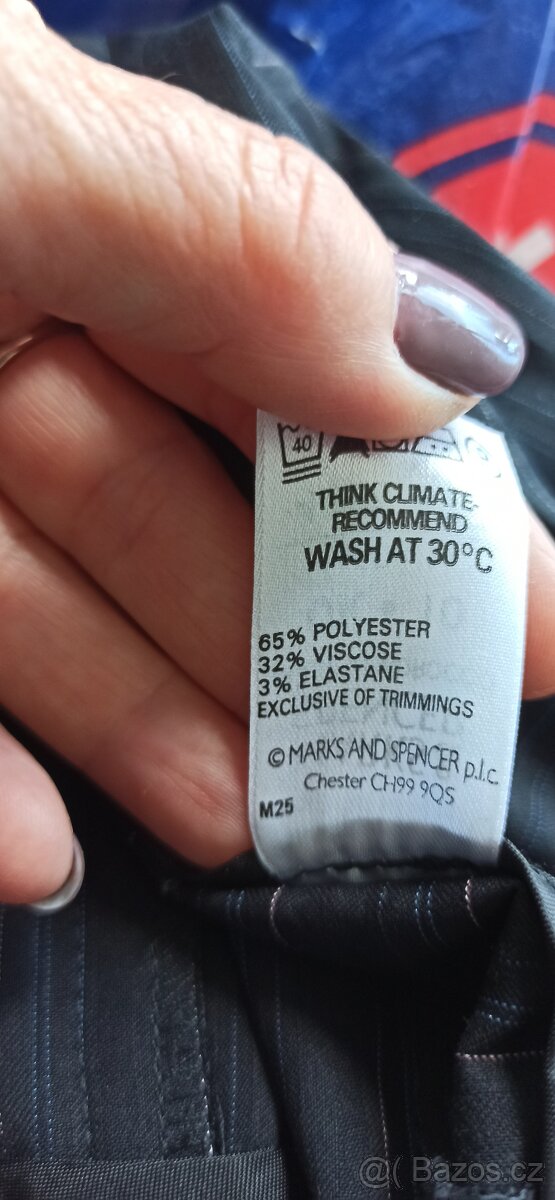 40
THINK CLIMATE-
RECOMMEND
WASH AT 30°C
65% POLYESTER
32% VISCOSE
3% ELASTANE
EXCLUSIVE OF TRIMMINGS
© MARKS AND SPENCER p.l.c.
Chester CH99 9QS
M25
@( Bazos.cz